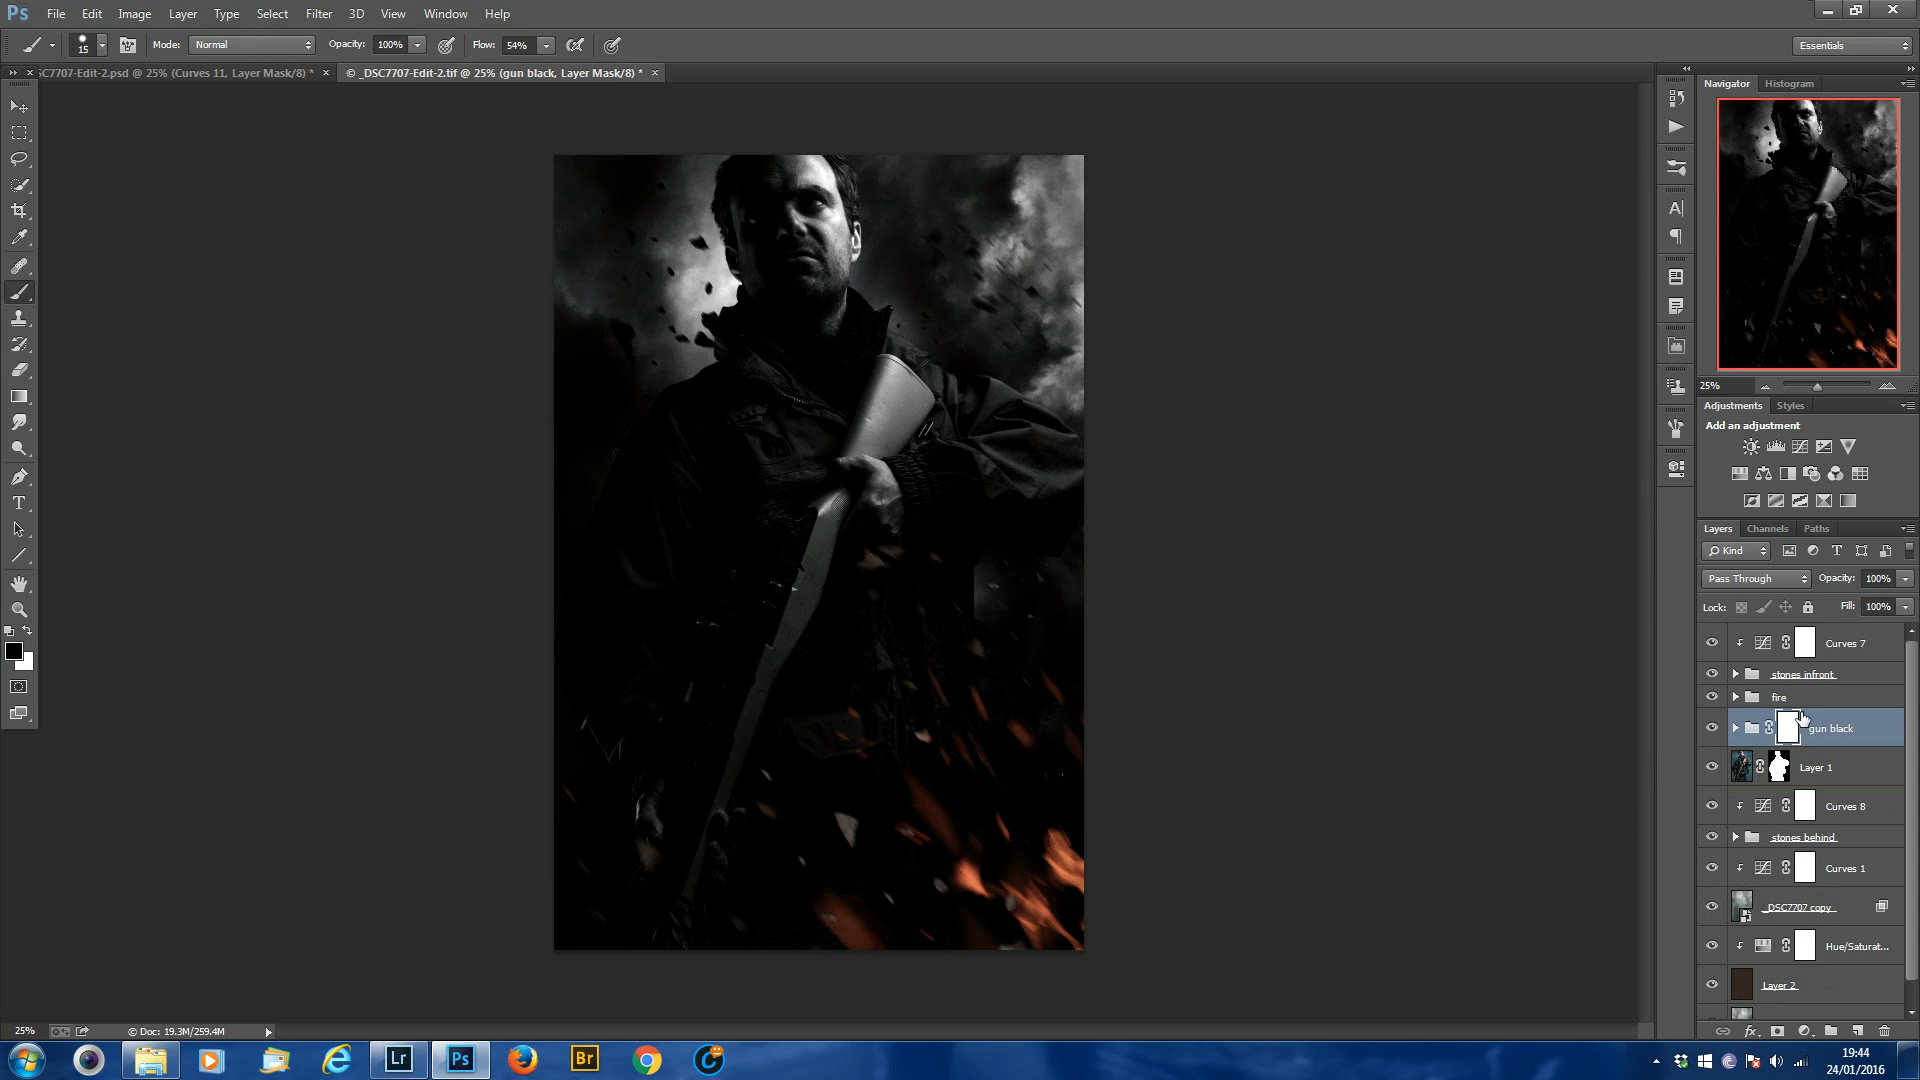 Ps File Edit Image Layer Type Select Filter 3D View Window Help
15 Mode: Normal Opacity: 100% Flow: 54% Essentials
SC7707-Edit-2.psd @ 25% (Curves 11, Layer Mask/8) * × © _DSC7707-Edit-2.tif @ 25% (gun black, Layer Mask/8) * ×
Navigator Histogram
25%
Adjustments Styles
Add an adjustment
Layers Channels Paths
Kind
Pass Through Opacity: 100%
Lock: Fill: 100%
Curves 7
stones infront
fire
gun black
Layer 1
Curves 8
stones behind
Curves 1
_DSC7707 copy
Hue/Saturat...
Layer 2
25% © Doc: 19.3M/259.4M
Lr Ps Br
19:44
24/01/2016